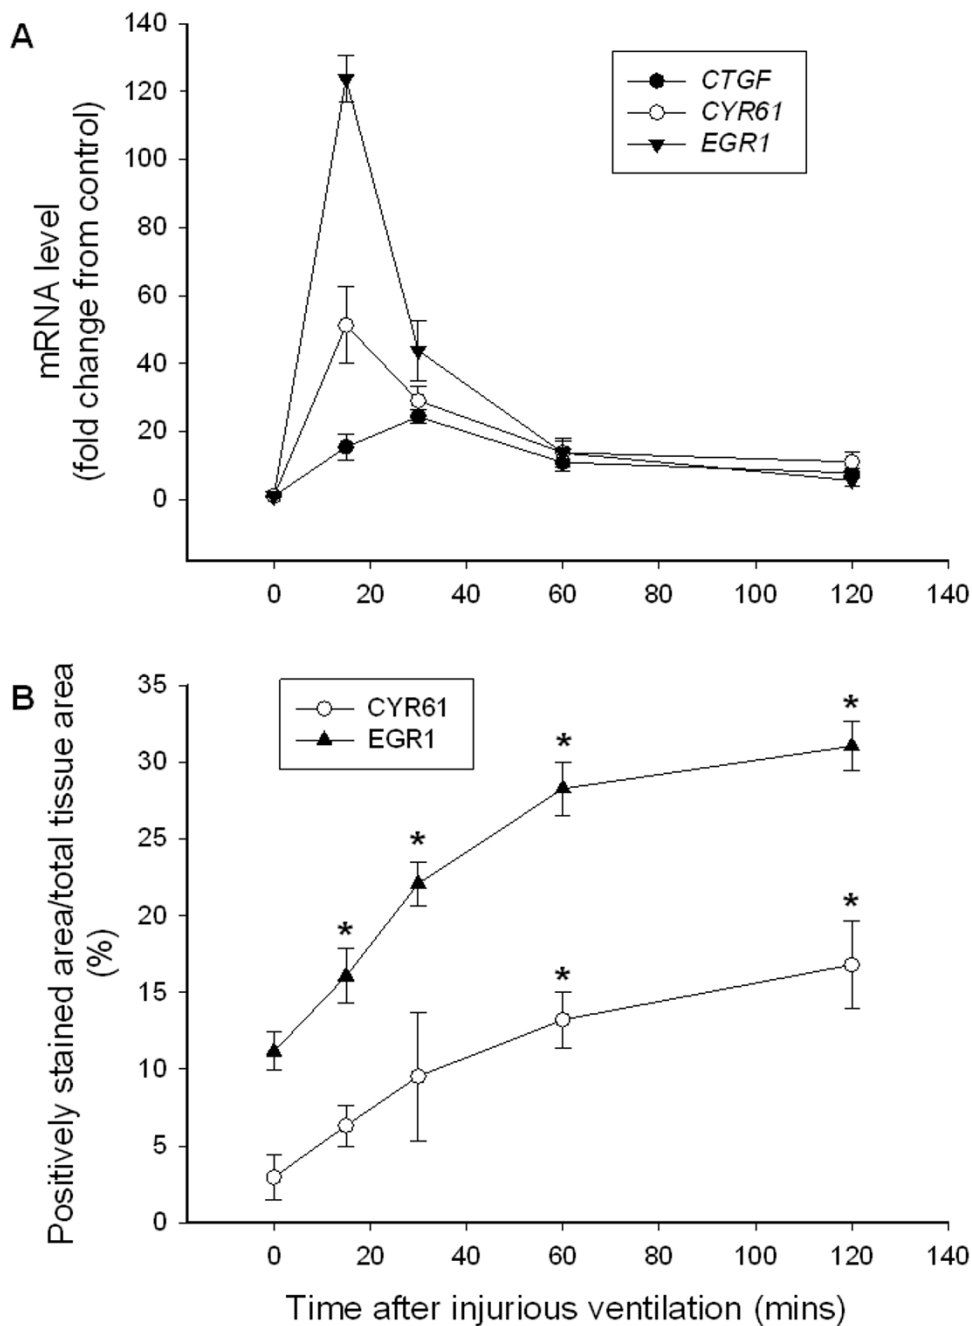 A
140
120
100
80
60
40
20
0
mRNA level
(fold change from control)
CTGF
CYR61
EGR1
0 20 40 60 80 100 120 140
B
35
30
25
20
15
10
5
0
Positively stained area/total tissue area
(%)
CYR61
EGR1
*
*
*
*
*
*
0 20 40 60 80 100 120 140
Time after injurious ventilation (mins)